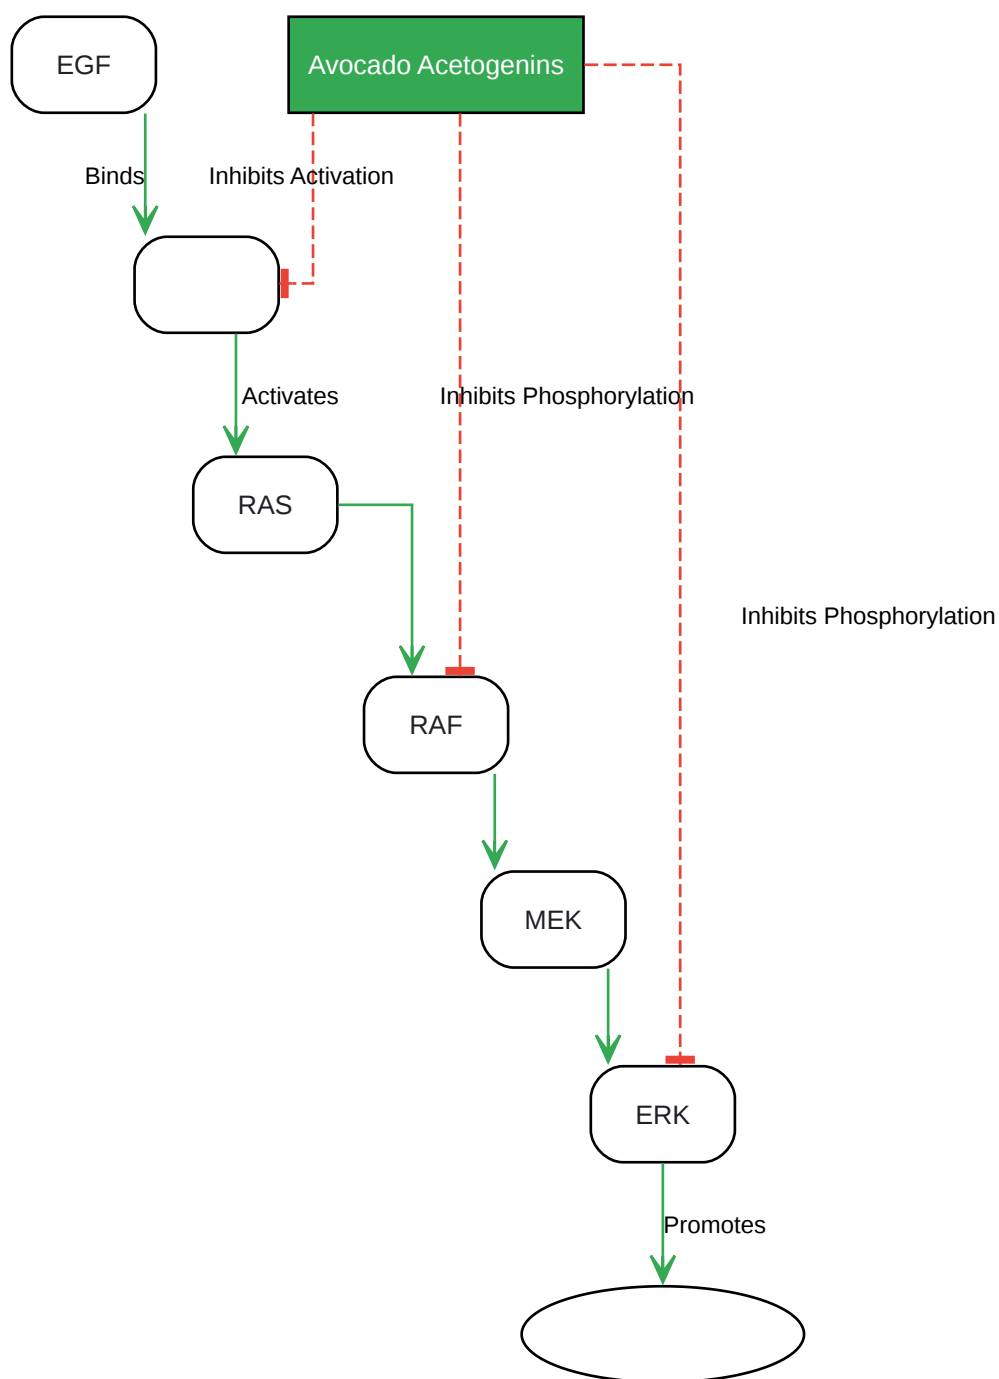 EGF
Avocado Acetogenins
Binds
Inhibits Activation
Activates
Inhibits Phosphorylation
RAS
Inhibits Phosphorylation
RAF
MEK
ERK
Promotes